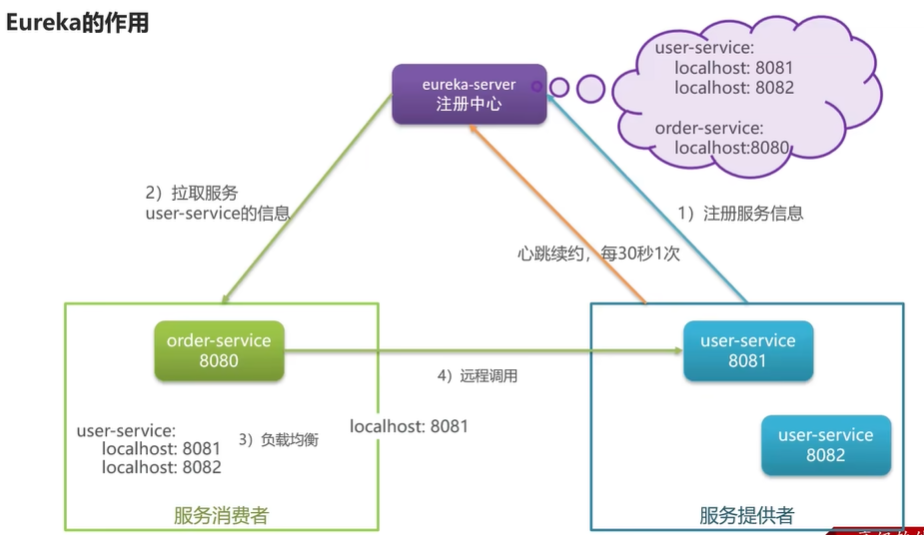 Eureka的作用
eureka-server
注册中心
user-service:
localhost: 8081
localhost: 8082
order-service:
localhost:8080
2）拉取服务
user-service的信息
1）注册服务信息
心跳续约，每30秒1次
order-service
8080
user-service
8081
4）远程调用
user-service:
localhost: 8081
localhost: 8082
3）负载均衡
localhost: 8081
user-service
8082
服务消费者
服务提供者